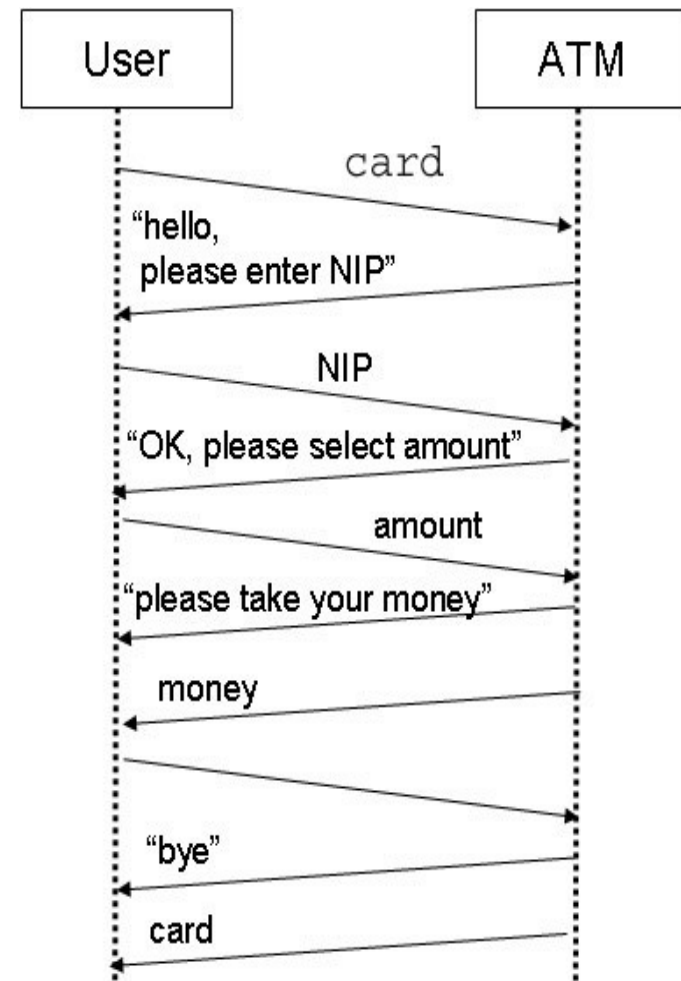 User
ATM
card
“hello,
please enter NIP”
NIP
“OK, please select amount”
amount
“please take your money”
money
“bye”
card